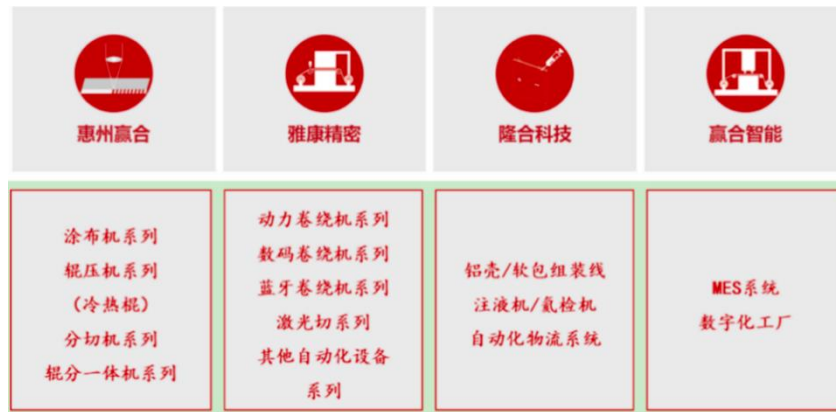 惠州赢合
雅康精密
隆合科技
赢合智能
涂布机系列
辊压机系列
（冷热棍）
分切机系列
辊分一体机系列
动力卷绕机系列
数码卷绕机系列
蓝牙卷绕机系列
激光切系列
其他自动化设备
系列
铝壳/软包组装线
注液机/氦检机
自动化物流系统
MES系统
数字化工厂